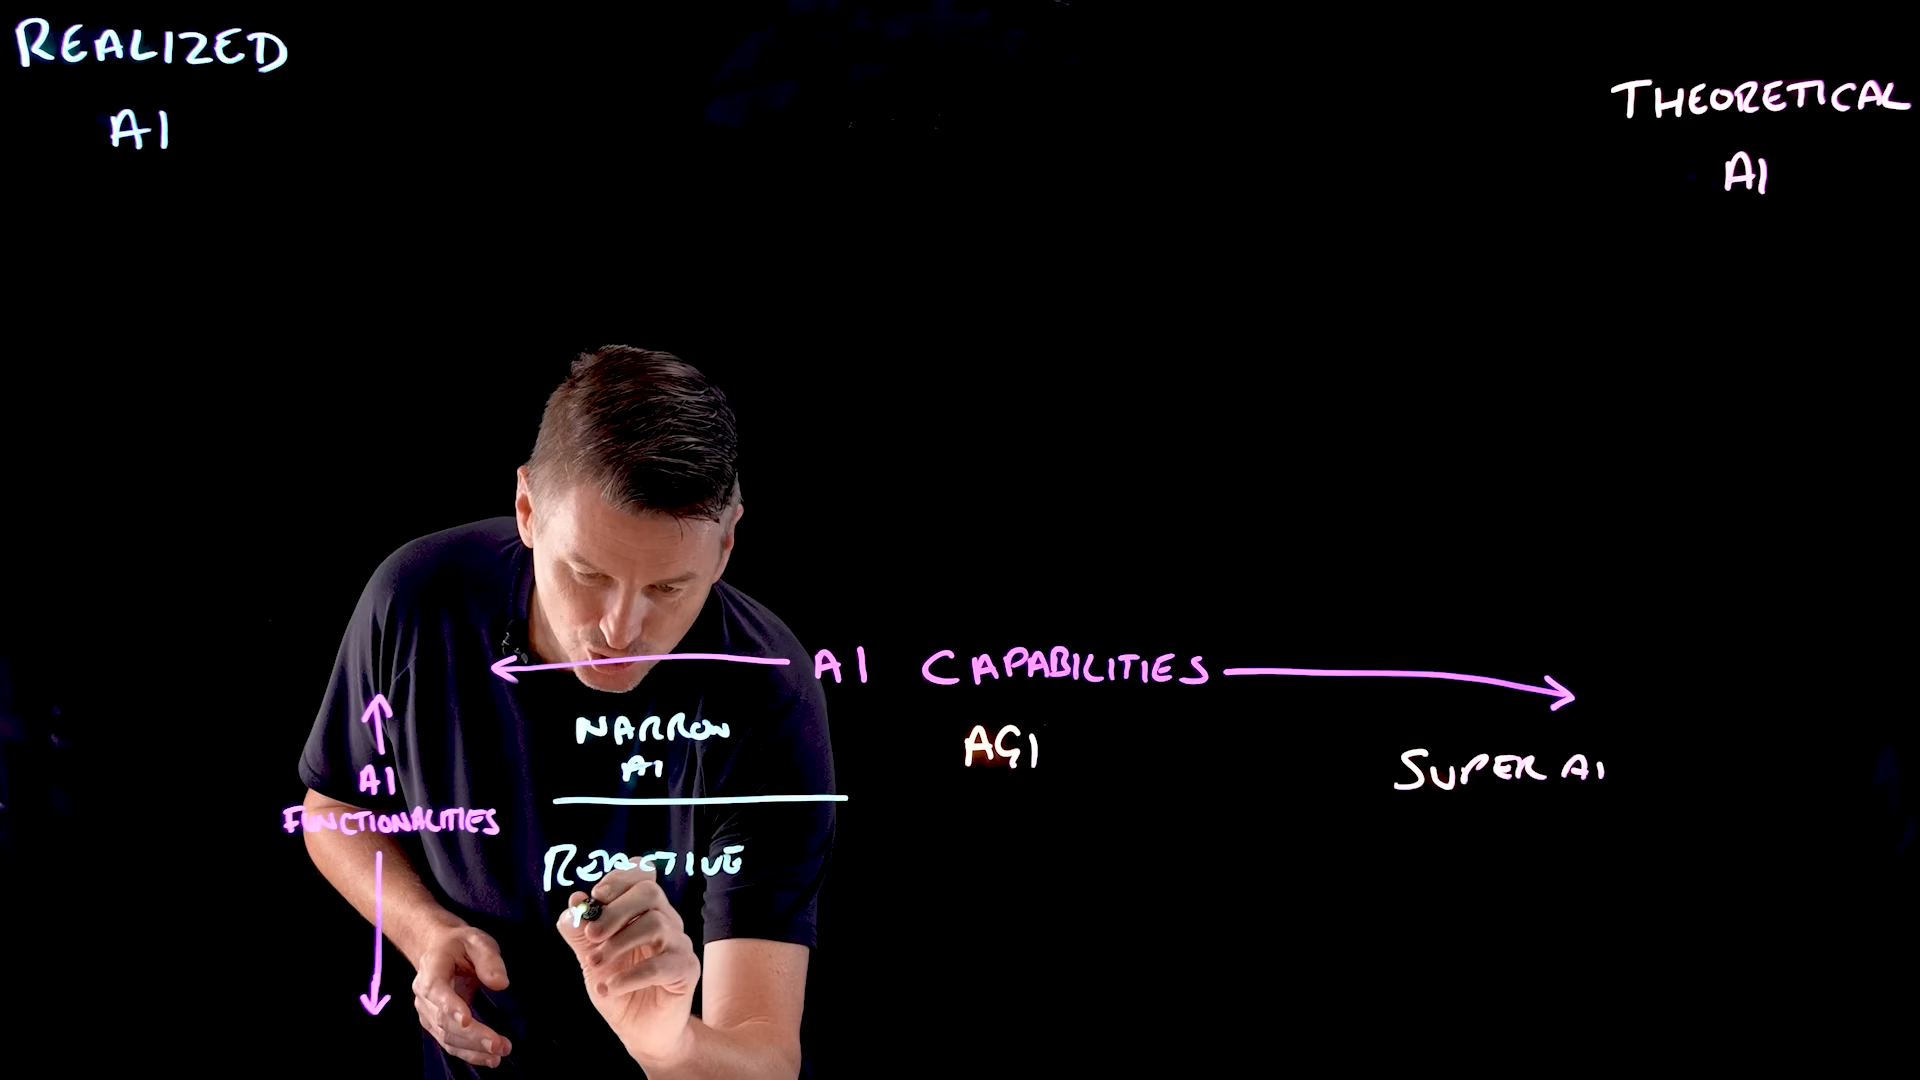 REALIZED
AI
THEORETICAL
AI
AI CAPABILITIES
NARROW
AI
AGI
SUPER AI
AI
FUNCTIONALITIES
REACTIVE